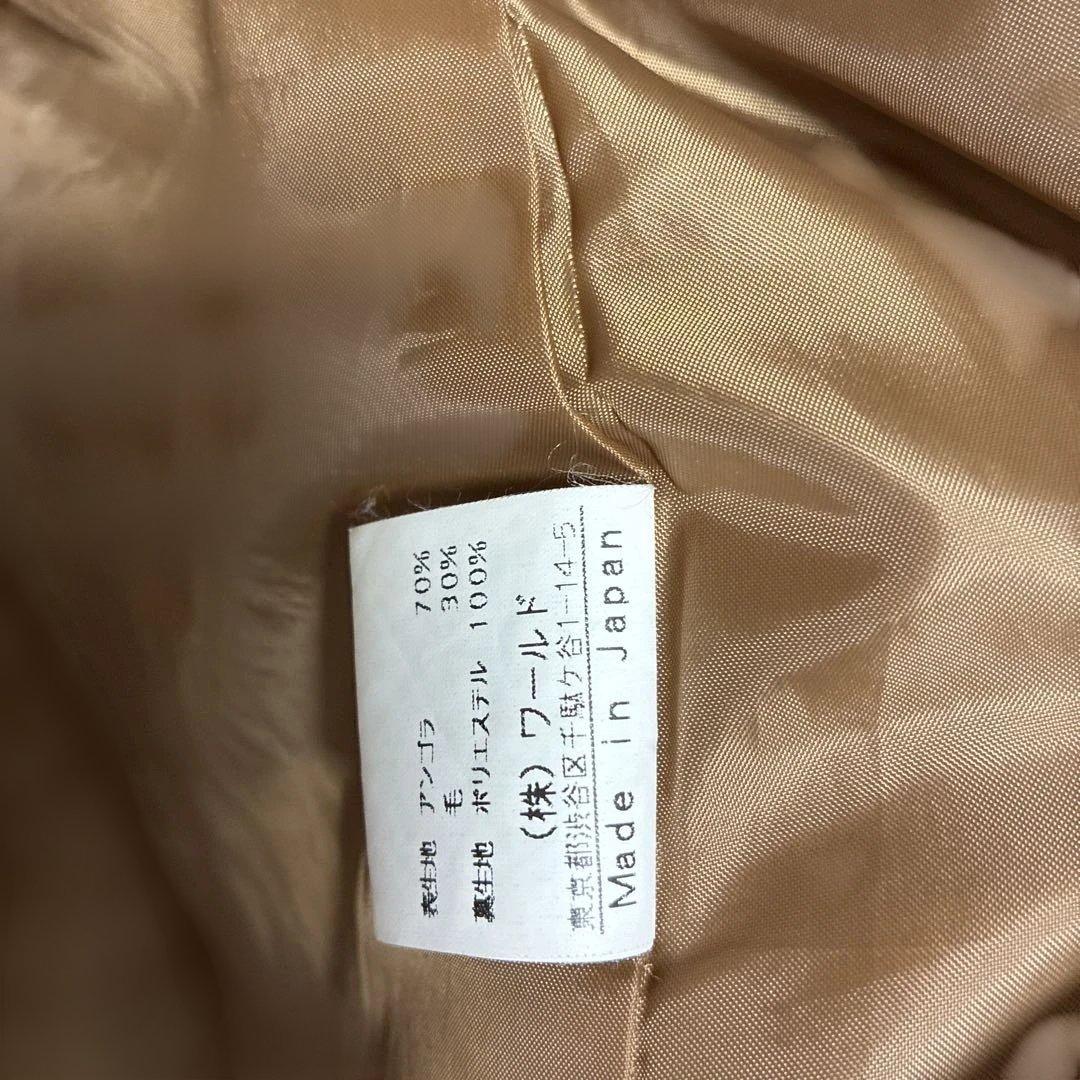 表生地 アンゴラ 70%
毛 30%
裏生地 ポリエステル 100%
(株)ワールド
東京都渋谷区千駄ケ谷1-14-5
Made in Japan